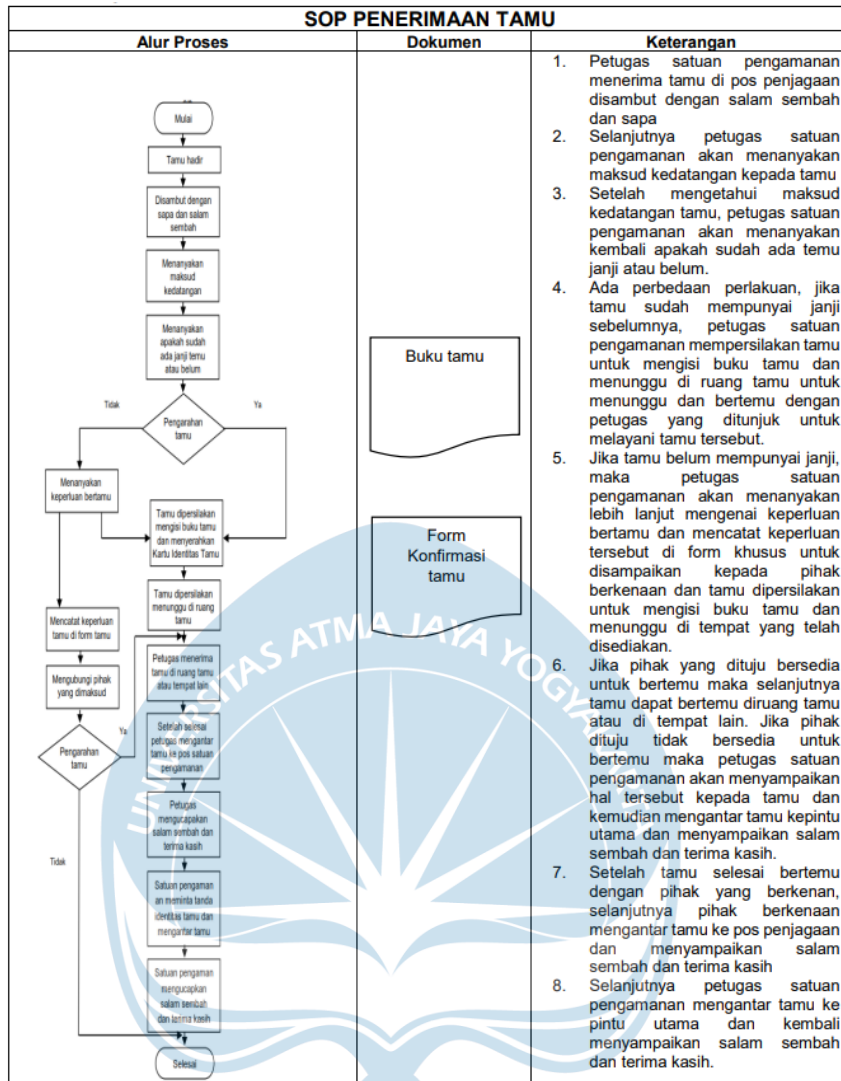 SOP PENERIMAAN TAMU
Alur Proses
Dokumen
Keterangan
Mulai
Tamu hadir
Disambut dengan
sapa dan salam
sembah
Menanyakan
maksud
kedatangan
Menanyakan
apakah sudah
ada janji temu
atau belum
Tidak
Ya
Pengarahan
tamu
Menanyakan
keperluan bertamu
Tamu dipersilakan
mengisi buku tamu
dan menyerahkan
Kartu Identitas Tamu
Tamu dipersilakan
menunggu di ruang
tamu
Mencatat keperluan
tamu di form tamu
Petugas menerima
tamu di ruang tamu
atau tempat lain
Mengubungi pihak
yang dimaksud
Ya
Pengarahan
tamu
Setelah selesai
petugas mengantar
tamu ke pos satuan
pengamanan
Petugas
mengucapakan
salam sembah dan
terima kasih
Tidak
Satuan pengaman
an meminta tanda
identitas tamu dan
mengantar tamu
Satuan pengaman
mengucapkan
salam sembah
dan terima kasih
Selesai
Buku tamu
Form
Konfirmasi
tamu
1. Petugas satuan pengamanan
menerima tamu di pos penjagaan
disambut dengan salam sembah
dan sapa
2. Selanjutnya petugas satuan
pengamanan akan menanyakan
maksud kedatangan kepada tamu
3. Setelah mengetahui maksud
kedatangan tamu, petugas satuan
pengamanan akan menanyakan
kembali apakah sudah ada temu
janji atau belum.
4. Ada perbedaan perlakuan, jika
tamu sudah mempunyai janji
sebelumnya, petugas satuan
pengamanan mempersilakan tamu
untuk mengisi buku tamu dan
menunggu di ruang tamu untuk
menunggu dan bertemu dengan
petugas yang ditunjuk untuk
melayani tamu tersebut.
5. Jika tamu belum mempunyai janji,
maka petugas satuan
pengamanan akan menanyakan
lebih lanjut mengenai keperluan
bertamu dan mencatat keperluan
tersebut di form khusus untuk
disampaikan kepada pihak
berkenaan dan tamu dipersilakan
untuk mengisi buku tamu dan
menunggu di tempat yang telah
disediakan.
6. Jika pihak yang dituju bersedia
untuk bertemu maka selanjutnya
tamu dapat bertemu diruang tamu
atau di tempat lain. Jika pihak
dituju tidak bersedia untuk
bertemu maka petugas satuan
pengamanan akan menyampaikan
hal tersebut kepada tamu dan
kemudian mengantar tamu kepintu
utama dan menyampaikan salam
sembah dan terima kasih.
7. Setelah tamu selesai bertemu
dengan pihak yang berkenan,
selanjutnya pihak berkenaan
mengantar tamu ke pos penjagaan
dan menyampaikan salam
sembah dan terima kasih
8. Selanjutnya petugas satuan
pengamanan mengantar tamu ke
pintu utama dan kembali
menyampaikan salam sembah
dan terima kasih.
UNIVERSITAS ATMA JAYA YOGYAKARTA